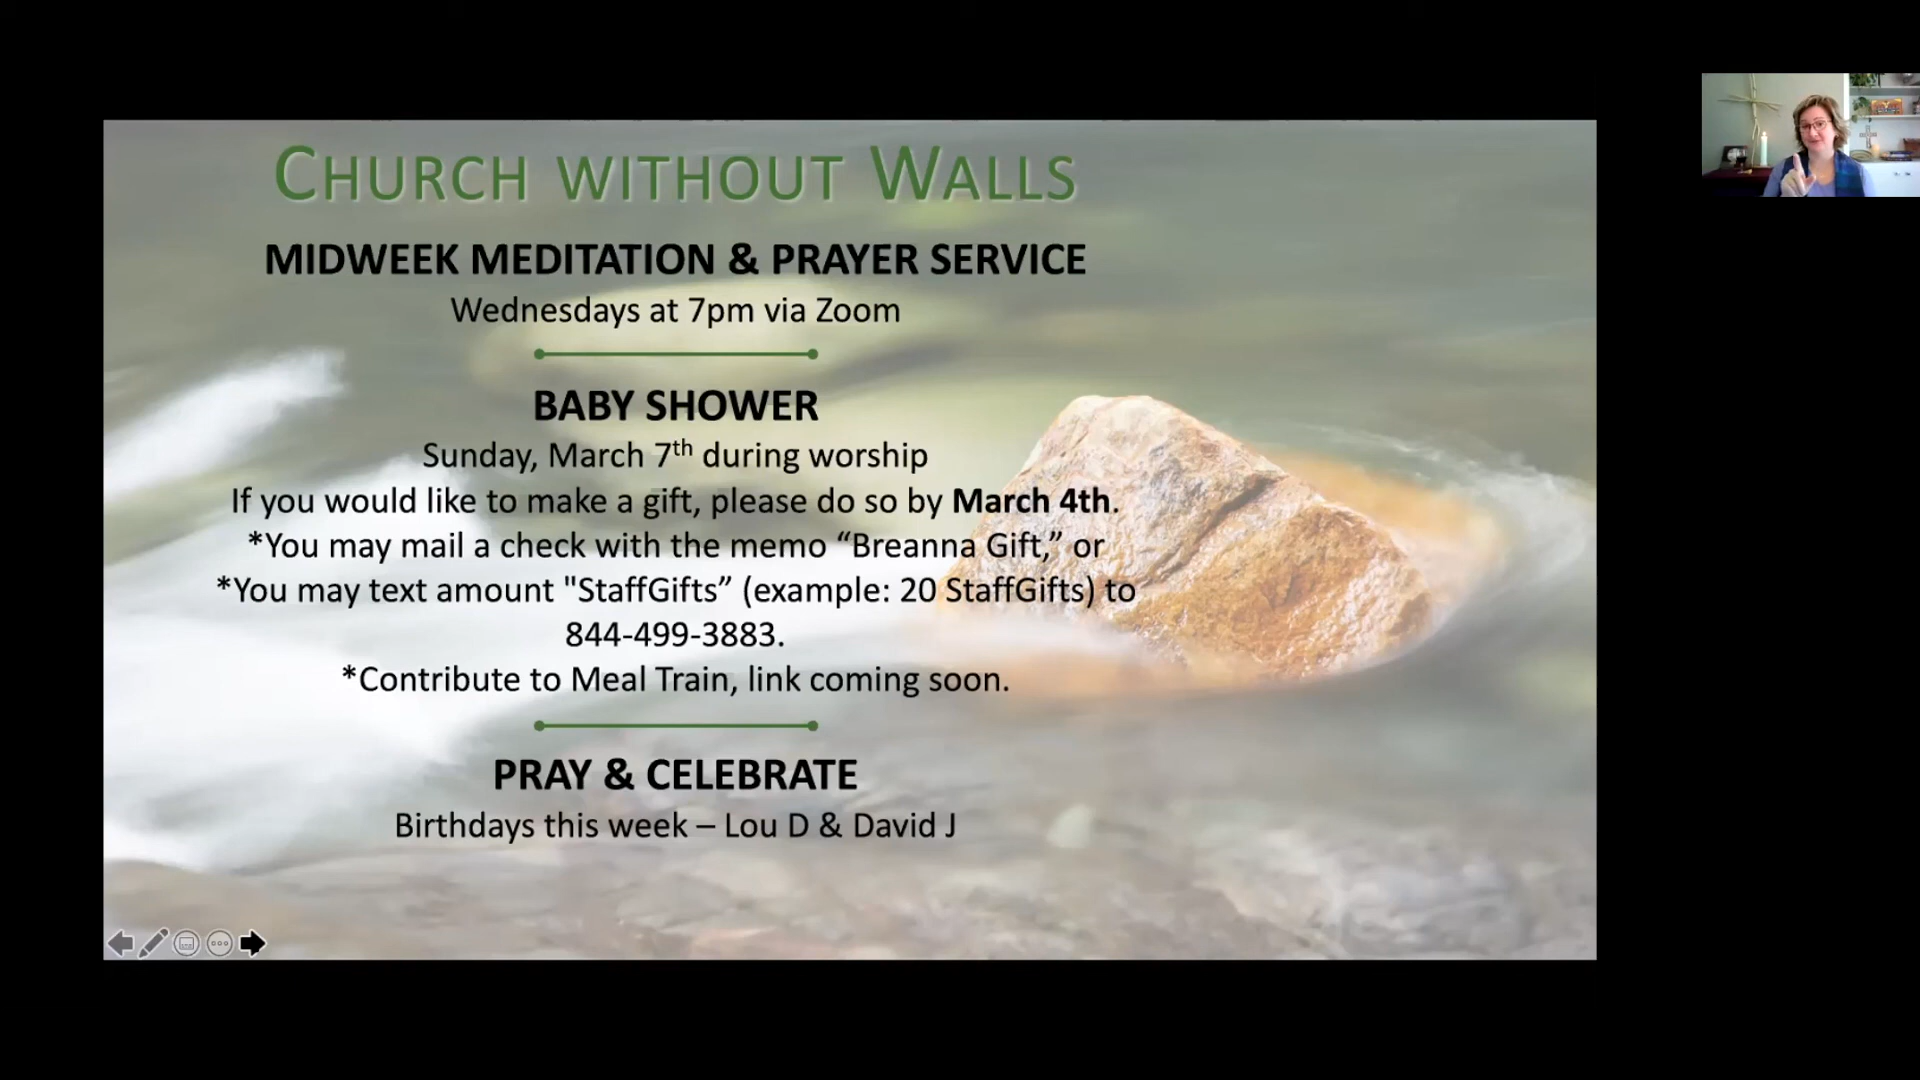 CHURCH WITHOUT WALLS
MIDWEEK MEDITATION & PRAYER SERVICE
Wednesdays at 7pm via Zoom
BABY SHOWER
Sunday, March 7th during worship
If you would like to make a gift, please do so by March 4th.
*You may mail a check with the memo “Breanna Gift,” or
*You may text amount "StaffGifts” (example: 20 StaffGifts) to
844-499-3883.
*Contribute to Meal Train, link coming soon.
PRAY & CELEBRATE
Birthdays this week – Lou D & David J